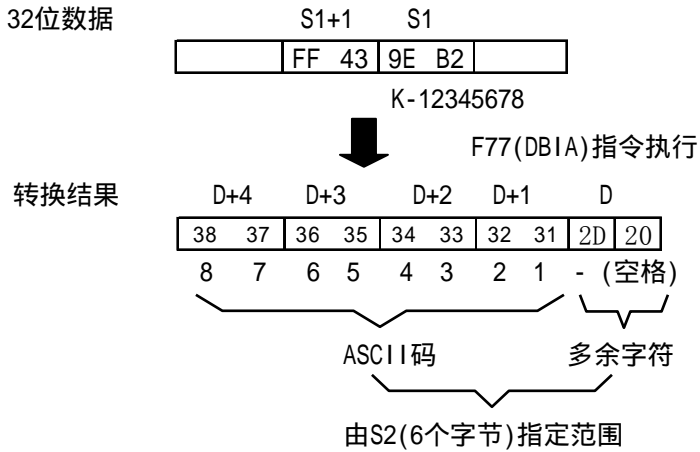 32位数据 S1+1 S1
FF 43 9E B2
K-12345678
F77(DBIA)指令执行
转换结果 D+4 D+3 D+2 D+1 D
38 37 36 35 34 33 32 31 2D 20
8 7 6 5 4 3 2 1 - (空格)
ASCII码 多余字符
由S2(6个字节)指定范围